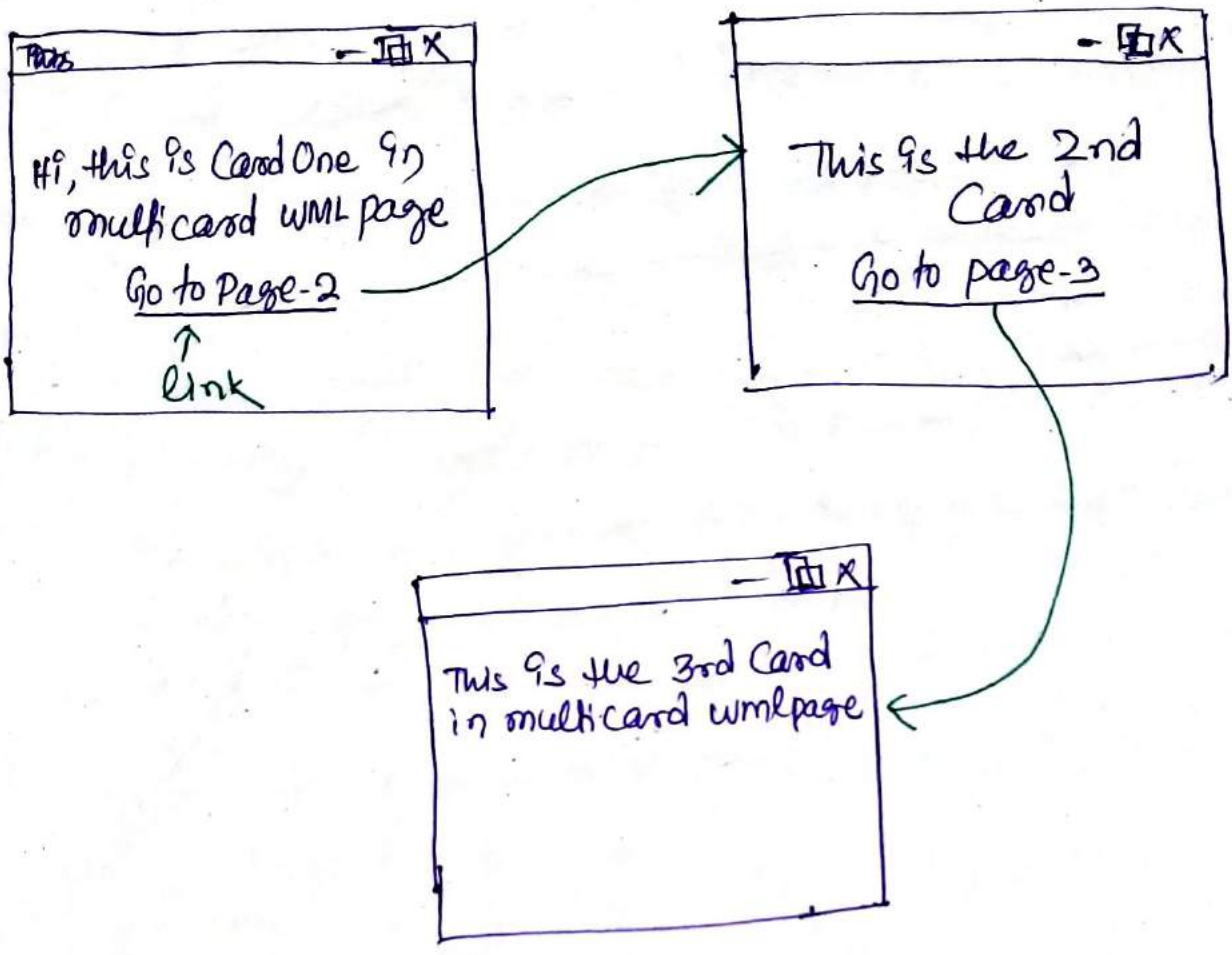 Hi, this is Card One in
multicard WML page
Go to Page-2
link
This is the 2nd
Card
Go to page-3
This is the 3rd Card
in multicard wmlpage